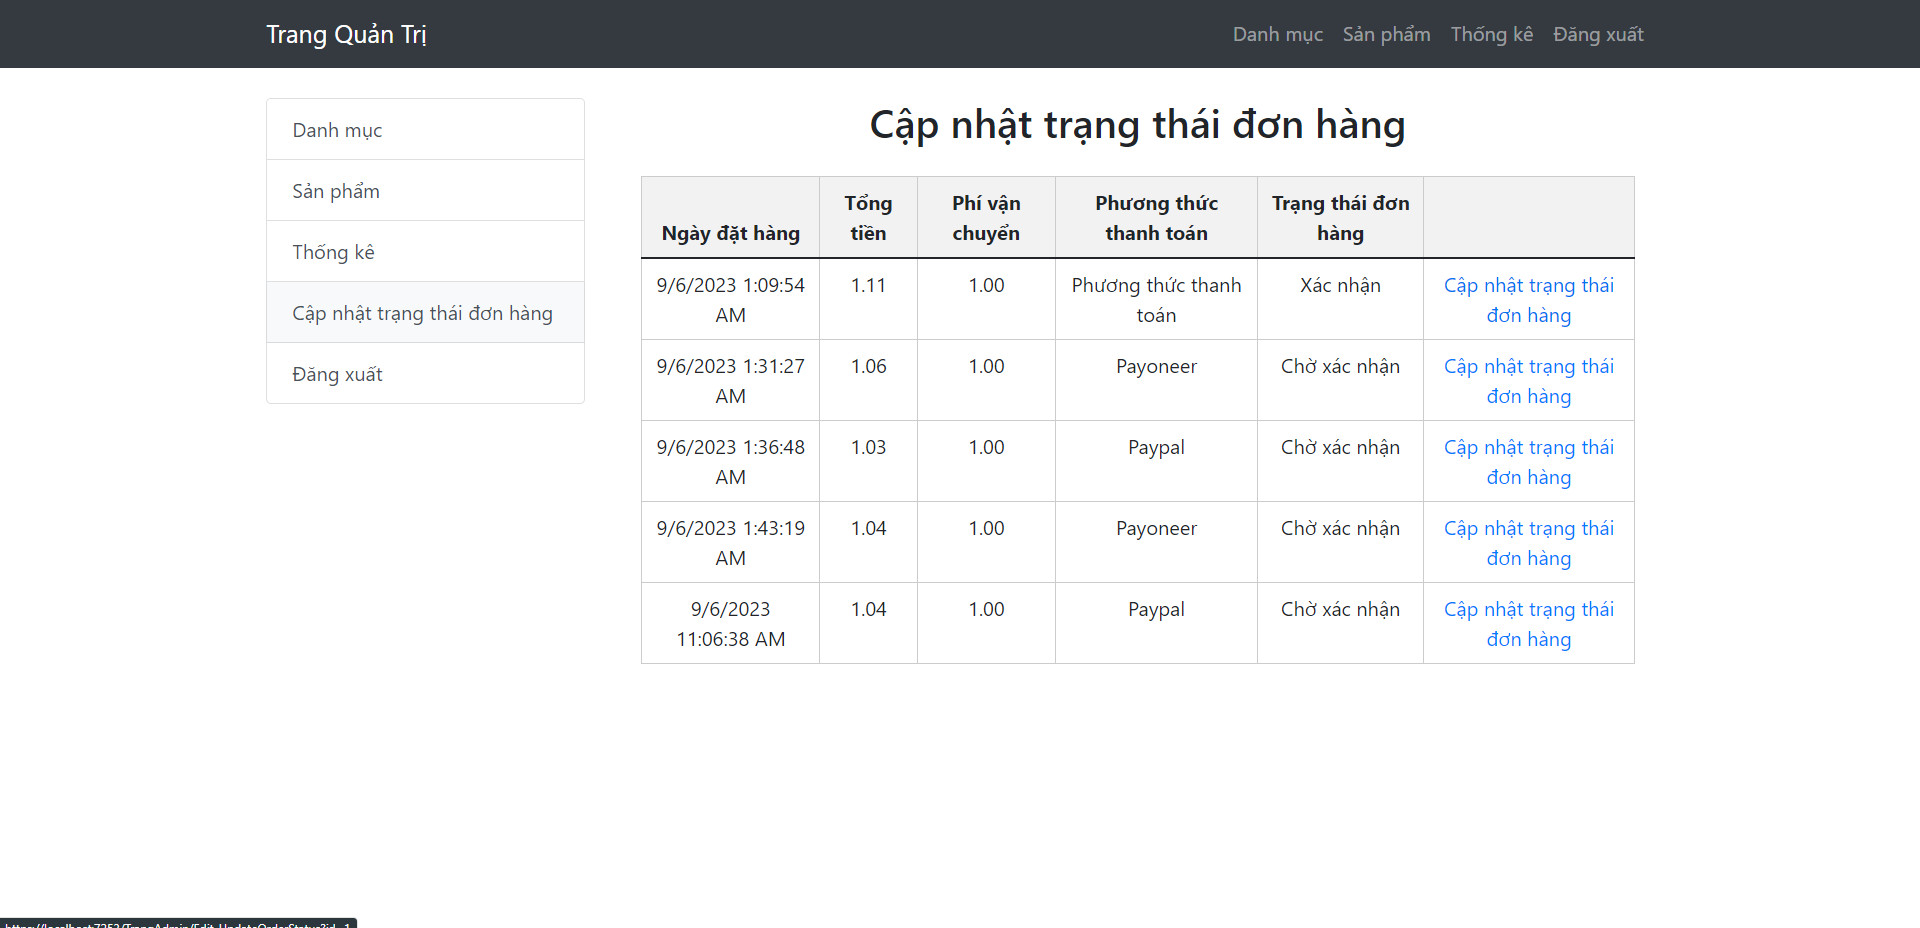 Trang Quản Trị
Danh mục Sản phẩm Thống kê Đăng xuất
Danh mục
Sản phẩm
Thống kê
Cập nhật trạng thái đơn hàng
Đăng xuất
Cập nhật trạng thái đơn hàng
Ngày đặt hàng
Tổng
tiền
Phí vận
chuyển
Phương thức
thanh toán
Trạng thái đơn
hàng
9/6/2023 1:09:54
AM
1.11
1.00
Phương thức thanh
toán
Xác nhận
Cập nhật trạng thái
đơn hàng
9/6/2023 1:31:27
AM
1.06
1.00
Payoneer
Chờ xác nhận
Cập nhật trạng thái
đơn hàng
9/6/2023 1:36:48
AM
1.03
1.00
Paypal
Chờ xác nhận
Cập nhật trạng thái
đơn hàng
9/6/2023 1:43:19
AM
1.04
1.00
Payoneer
Chờ xác nhận
Cập nhật trạng thái
đơn hàng
9/6/2023
11:06:38 AM
1.04
1.00
Paypal
Chờ xác nhận
Cập nhật trạng thái
đơn hàng